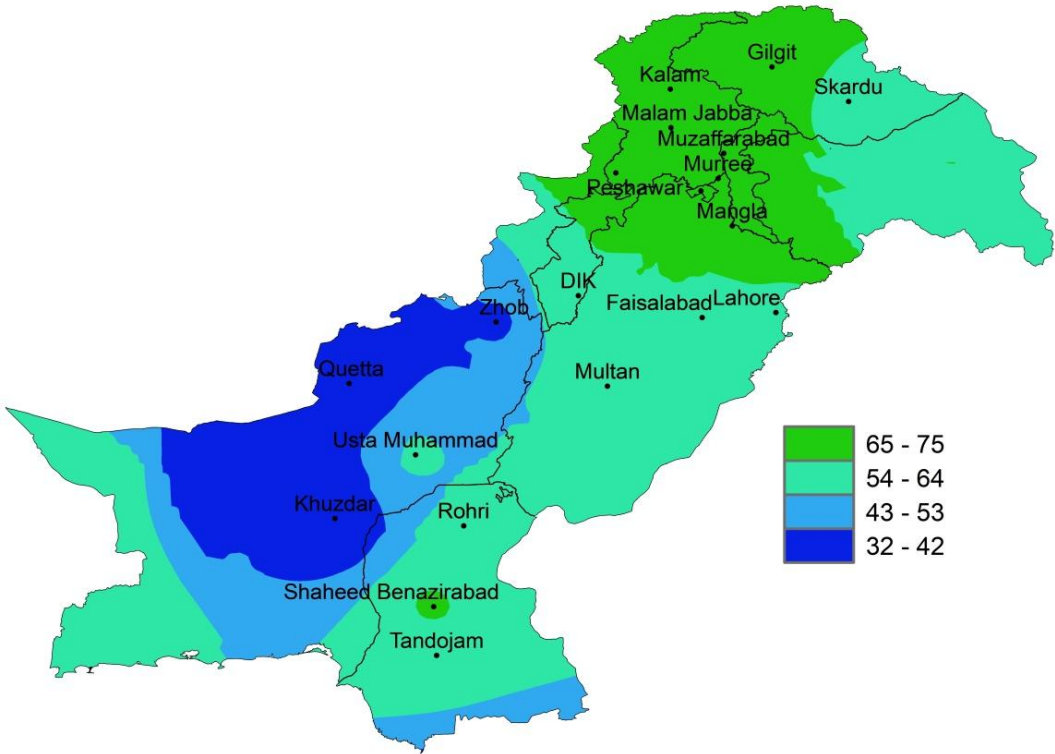 Gilgit
Kalam
Skardu
Malam Jabba
Muzaffarabad
Murree
Peshawar
Mangla
DIK
Zhob
Faisalabad
Lahore
Quetta
Multan
Usta Muhammad
Khuzdar
Rohri
Shaheed Benazirabad
Tandojam
65 - 75
54 - 64
43 - 53
32 - 42